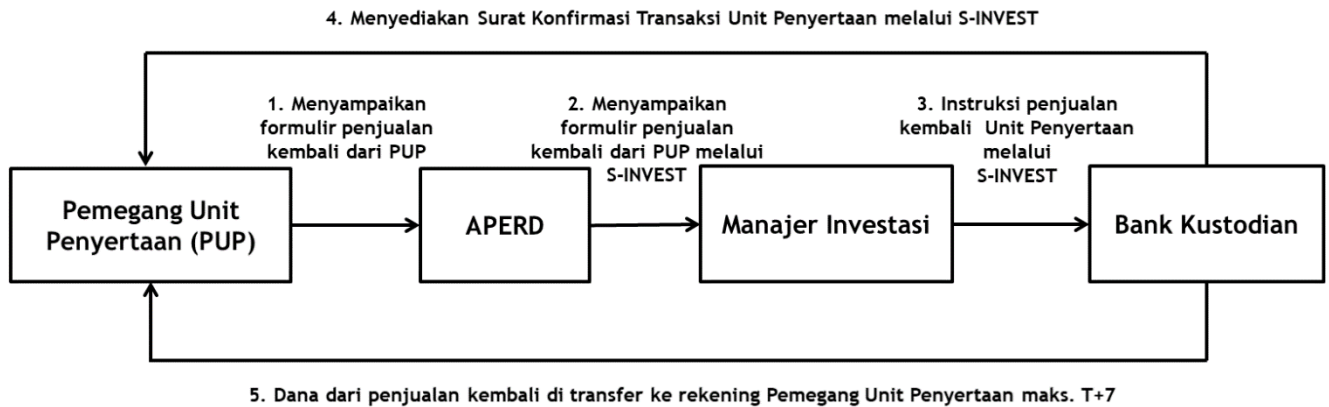 4. Menyediakan Surat Konfirmasi Transaksi Unit Penyertaan melalui S-INVEST
1. Menyampaikan
formulir penjualan
kembali dari PUP
2. Menyampaikan
formulir penjualan
kembali dari PUP melalui
S-INVEST
3. Instruksi penjualan
kembali Unit Penyertaan
melalui
S-INVEST
Pemegang Unit
Penyertaan (PUP)
APERD
Manajer Investasi
Bank Kustodian
5. Dana dari penjualan kembali di transfer ke rekening Pemegang Unit Penyertaan maks. T+7